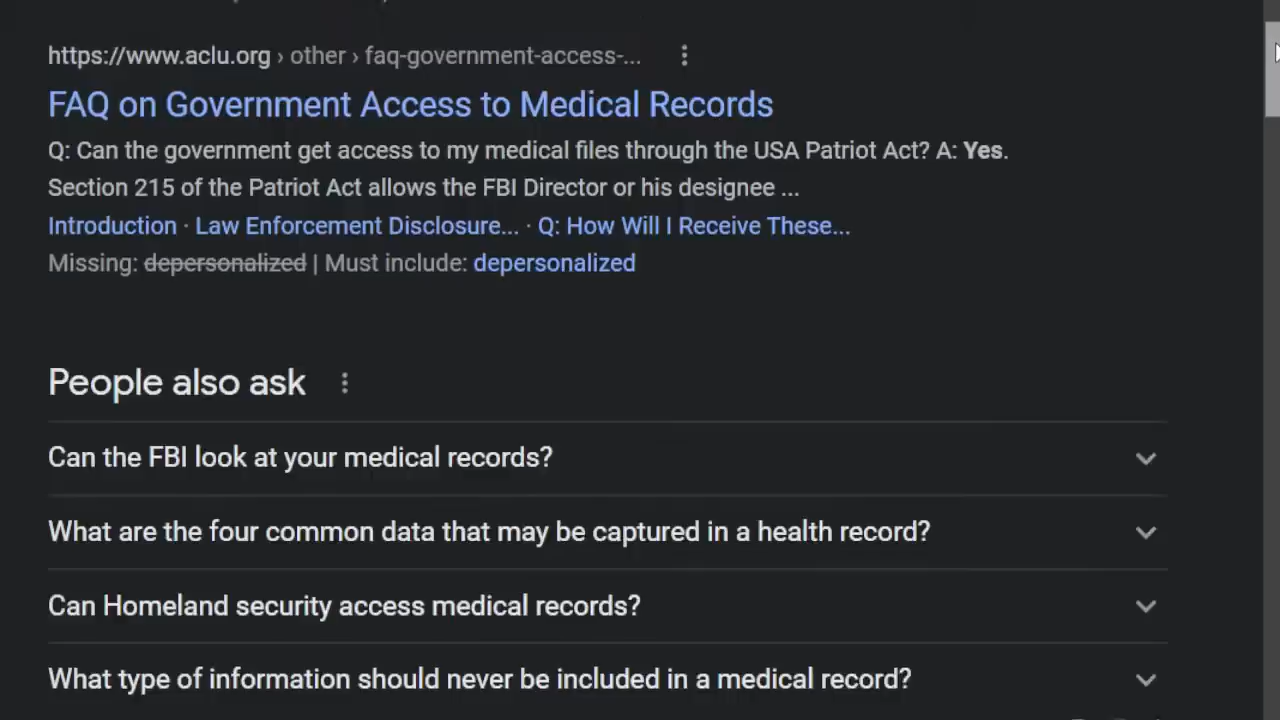 https://www.aclu.org › other › faq-government-access-...
FAQ on Government Access to Medical Records
Q: Can the government get access to my medical files through the USA Patriot Act? A: Yes.
Section 215 of the Patriot Act allows the FBI Director or his designee ...
Introduction · Law Enforcement Disclosure... · Q: How Will I Receive These...
Missing: depersonalized | Must include: depersonalized
People also ask
Can the FBI look at your medical records?
What are the four common data that may be captured in a health record?
Can Homeland security access medical records?
What type of information should never be included in a medical record?